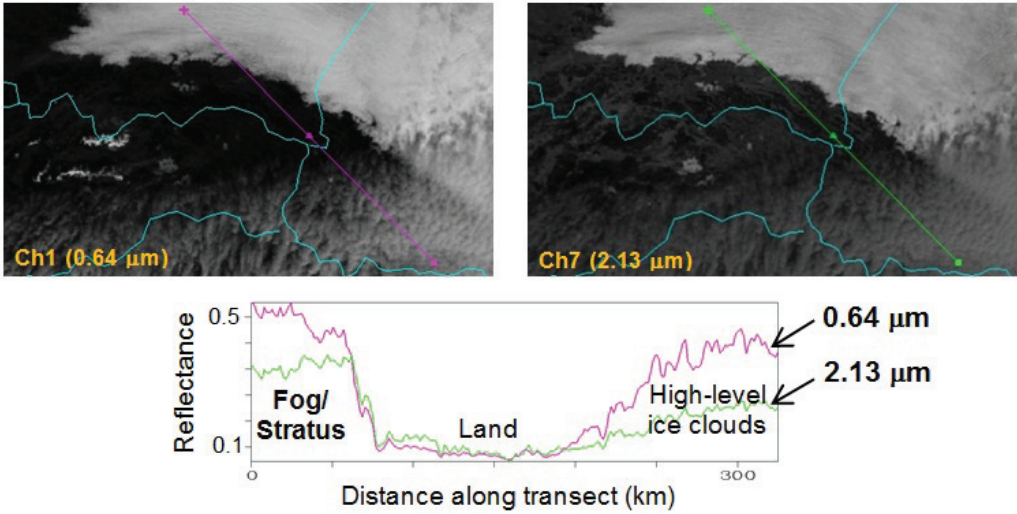 Ch1 (0.64 µm)
Ch7 (2.13 µm)
Reflectance
0.5
0.1
Fog/
Stratus
Land
High-level
ice clouds
0.64 µm
2.13 µm
0
300
Distance along transect (km)